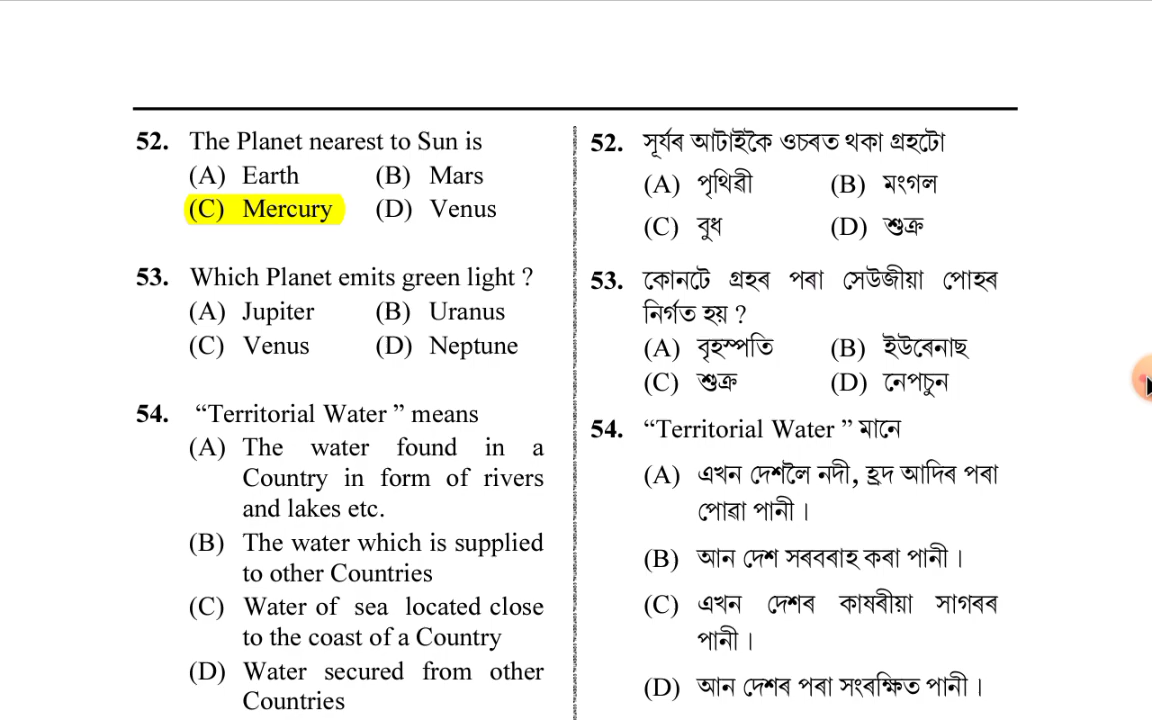 52. The Planet nearest to Sun is
(A) Earth (B) Mars
(C) Mercury (D) Venus
53. Which Planet emits green light ?
(A) Jupiter (B) Uranus
(C) Venus (D) Neptune
54. “Territorial Water ” means
(A) The water found in a
Country in form of rivers
and lakes etc.
(B) The water which is supplied
to other Countries
(C) Water of sea located close
to the coast of a Country
(D) Water secured from other
Countries
52. সূৰ্যৰ আটাইকৈ ওচৰত থকা গ্ৰহটো
(A) পৃথিৱী (B) মংগল
(C) বুধ (D) শুক্ৰ
53. কোনটে গ্ৰহৰ পৰা সেউজীয়া পোহৰ
নিৰ্গত হয় ?
(A) বৃহস্পতি (B) ইউৰেনাছ
(C) শুক্ৰ (D) নেপচুন
54. “Territorial Water ” মানে
(A) এখন দেশলৈ নদী, হ্ৰদ আদিৰ পৰা
পোৱা পানী ।
(B) আন দেশ সৰবৰাহ কৰা পানী ।
(C) এখন দেশৰ কাষৰীয়া সাগৰৰ
পানী ।
(D) আন দেশৰ পৰা সংৰক্ষিত পানী ।